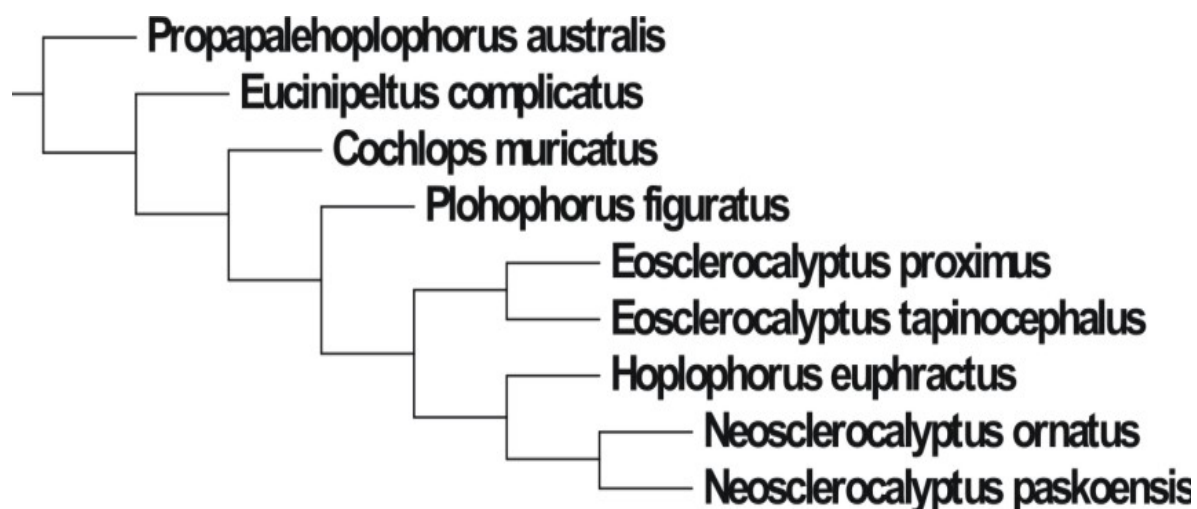 Propapalehoplophorus australis
Eucinipeltus complicatus
Cochlops muricatus
Plohophorus figuratus
Eosclerocalyptus proximus
Eosclerocalyptus tapinocephalus
Hoplophorus euphractus
Neosclerocalyptus ornatus
Neosclerocalyptus paskoensis